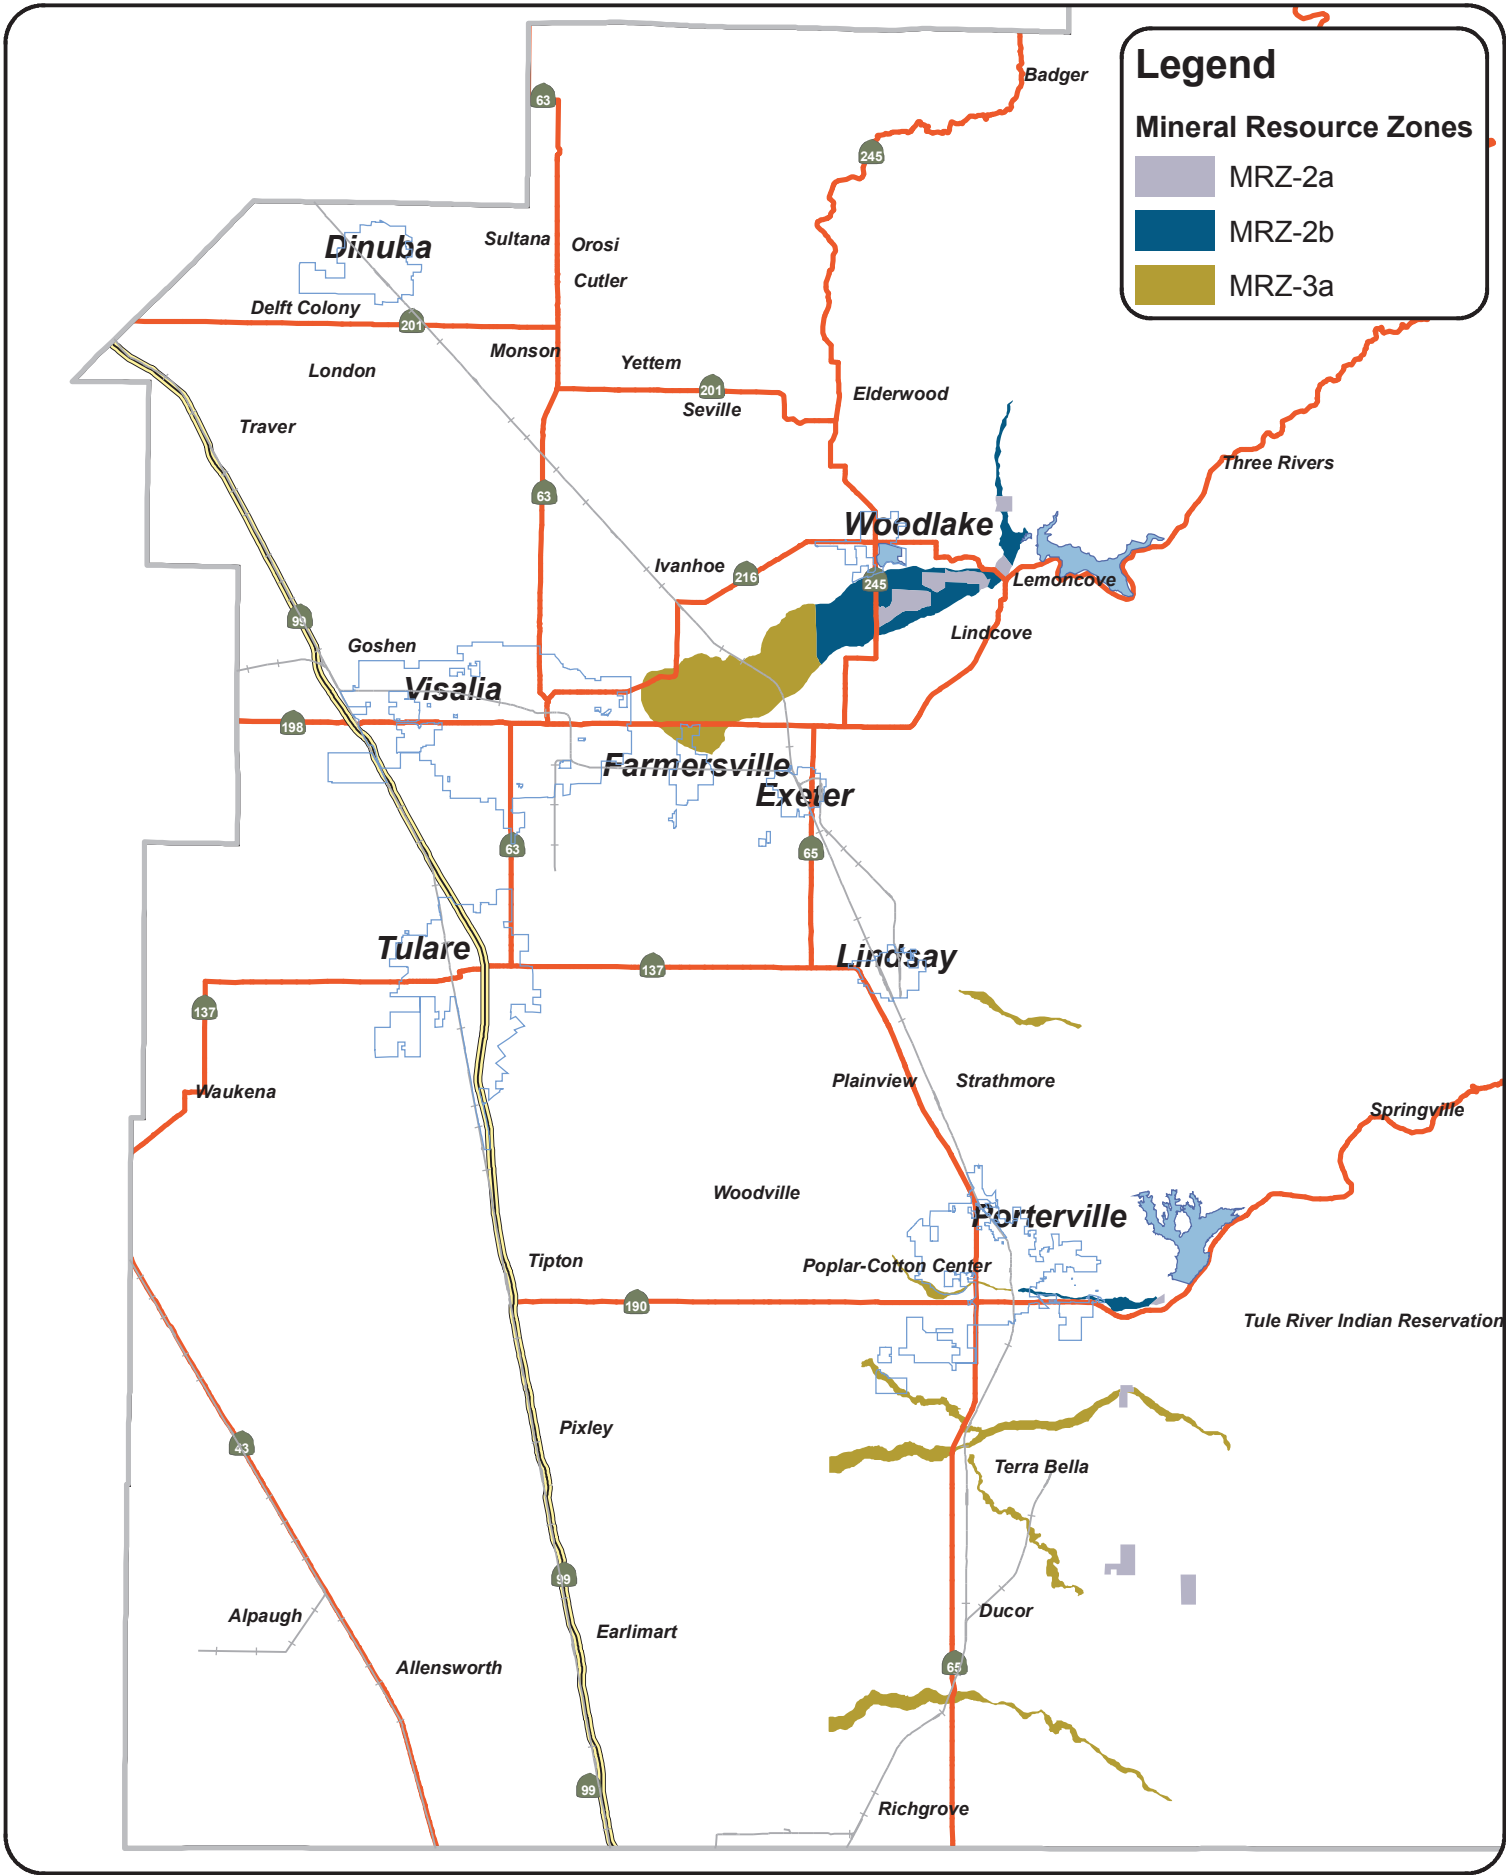 Legend
Mineral Resource Zones
MRZ-2a
MRZ-2b
MRZ-3a
Badger
63
245
Dinuba
Sultana
Orosi
Cutler
Delft Colony
201
Monson
London
Yettem
201
Seville
Elderwood
Traver
Three Rivers
63
Woodlake
Ivanhoe
216
245
Lemoncove
99
Lindcove
Goshen
Visalia
198
Farmersville
Exeter
63
65
Tulare
137
Lindsay
137
Plainview
Strathmore
Waukena
Springville
Woodville
Porterville
Tipton
Poplar-Cotton Center
190
Tule River Indian Reservation
Pixley
43
Terra Bella
99
Alpaugh
Ducor
Earlimart
Allensworth
65
99
Richgrove